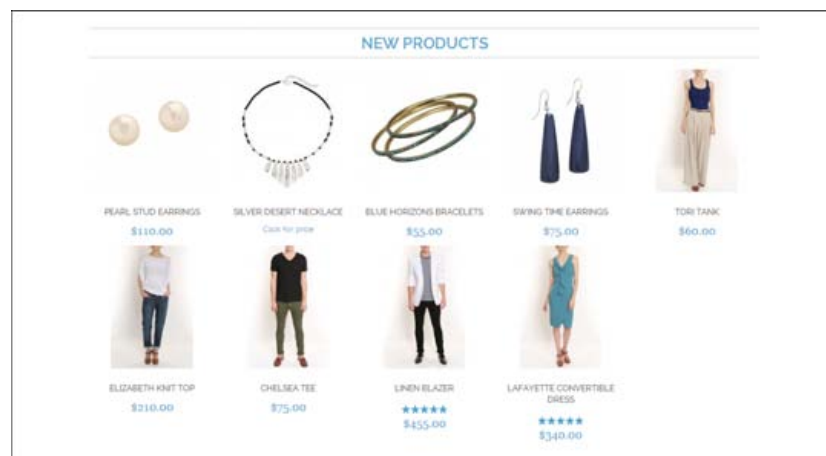 NEW PRODUCTS
PEARL STUD EARRINGS
SILVER DESERT NECKLACE
BLUE HORIZONS BRACELETS
SWING TIME EARRINGS
TORI TANK
$110.00
Click for price
$55.00
$75.00
$60.00
ELIZABETH KNIT TOP
CHELSEA TEE
LINEN BLAZER
LAFAYETTE CONVERTIBLE
DRESS
$210.00
$75.00
★★★★★
$455.00
★★★★★
$340.00